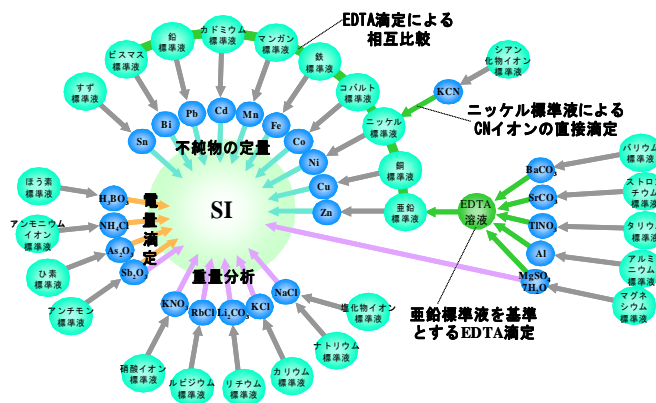 EDTA滴定による
相互比較
カドミウム
標準液
鉛
標準液
マンガン
標準液
ビスマス
標準液
鉄
標準液
すず
標準液
コバルト
標準液
シアン
化物イオン
標準液
KCN
ニッケル
標準液
ニッケル標準液による
CNイオンの直接滴定
Sn
Bi
Pb
Cd
Mn
Fe
Co
Ni
Cu
Zn
不純物の定量
銅
標準液
亜鉛
標準液
SI
EDTA
溶液
BaCO3
SrCO3
TlNO3
Al
MgSO4
7H2O
バリウム
標準液
ストロン
チウム
標準液
タリウム
標準液
アルミ
ニウム
標準液
マグネ
シウム
標準液
亜鉛標準液を基準
とするEDTA滴定
ほう素
標準液
アンモニウム
イオン
標準液
ひ素
標準液
アンチモン
標準液
H3BO3
NH4Cl
As2O3
Sb2O3
電量滴定
重量分析
KNO3
RbCl
Li2CO3
KCl
NaCl
硝酸イオン
標準液
ルビジウム
標準液
リチウム
標準液
カリウム
標準液
ナトリウム
標準液
塩化物イオン
標準液